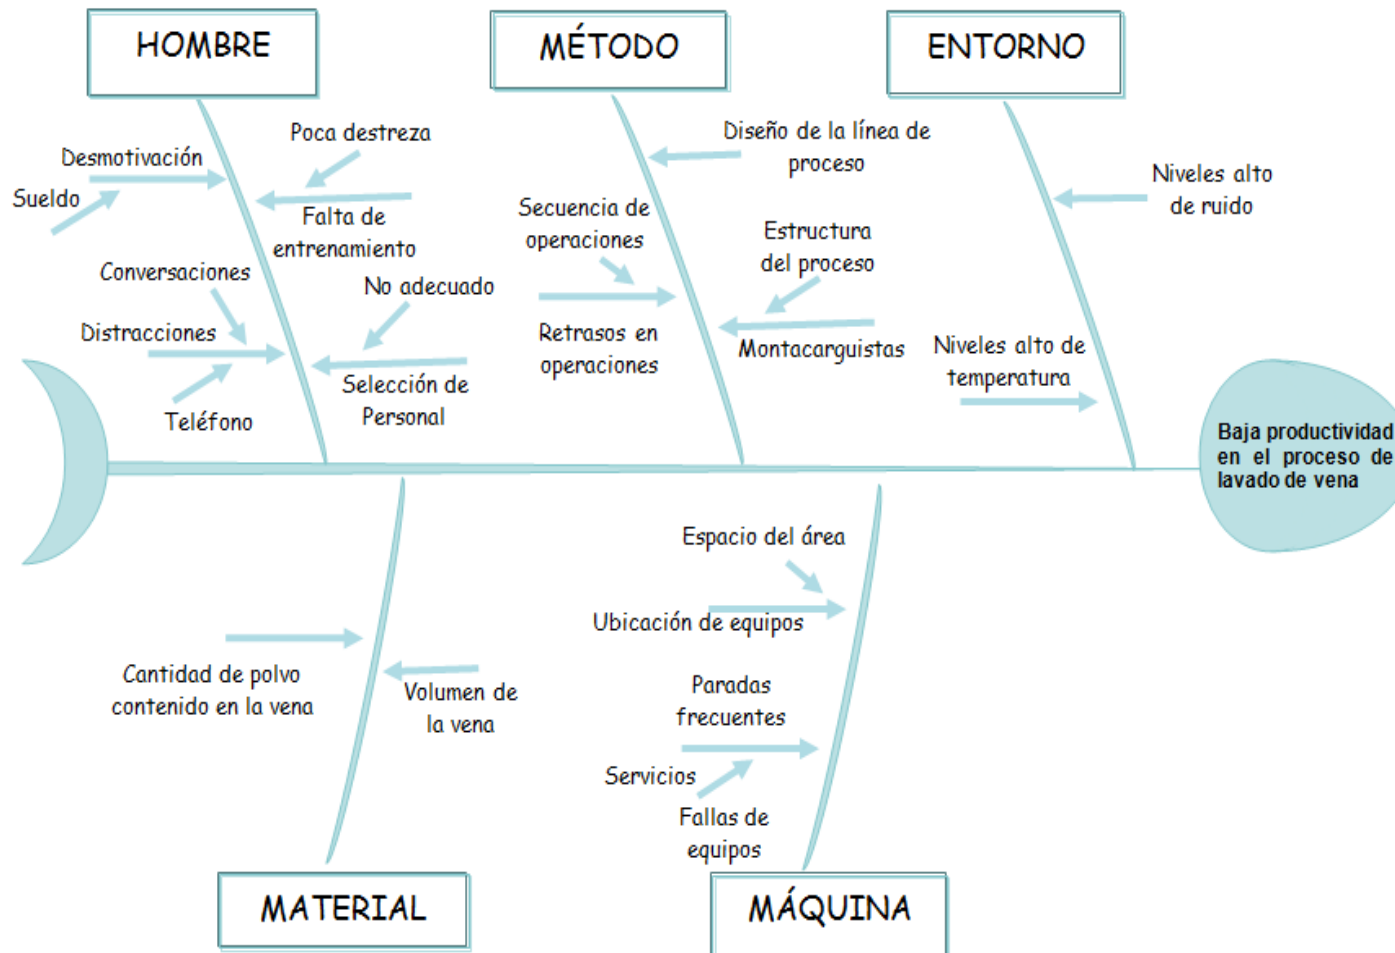 HOMBRE
MÉTODO
ENTORNO
Poca destreza
Desmotivación
Sueldo
Falta de
entrenamiento
Conversaciones
No adecuado
Distracciones
Selección de
Personal
Teléfono
Diseño de la línea de
proceso
Secuencia de
operaciones
Estructura
del proceso
Retrasos en
operaciones
Montacarguistas
Niveles alto
de ruido
Niveles alto de
temperatura
Baja productividad
en el proceso de
lavado de vena
Cantidad de polvo
contenido en la vena
Volumen de
la vena
Espacio del área
Ubicación de equipos
Paradas
frecuentes
Servicios
Fallas de
equipos
MATERIAL
MÁQUINA